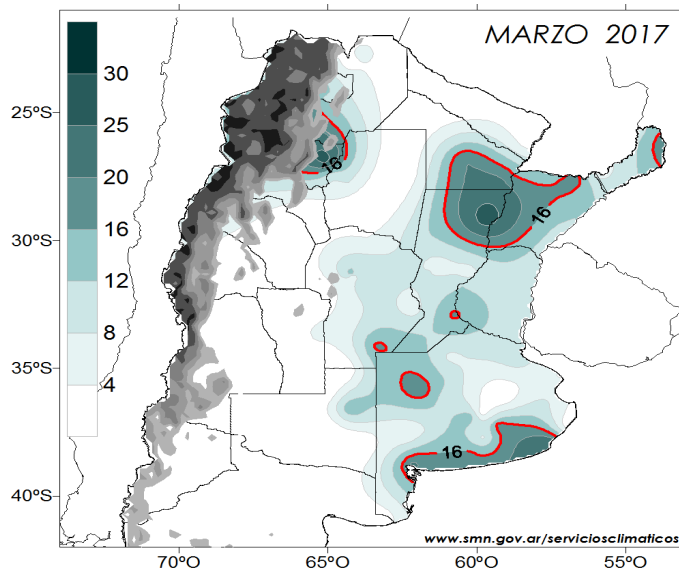 MARZO 2017
30
25
20
16
12
8
4
25ºS
30ºS
35ºS
40ºS
16
16
16
www.smn.gov.ar/serviciosclimaticos
70ºO
65ºO
60ºO
55ºO